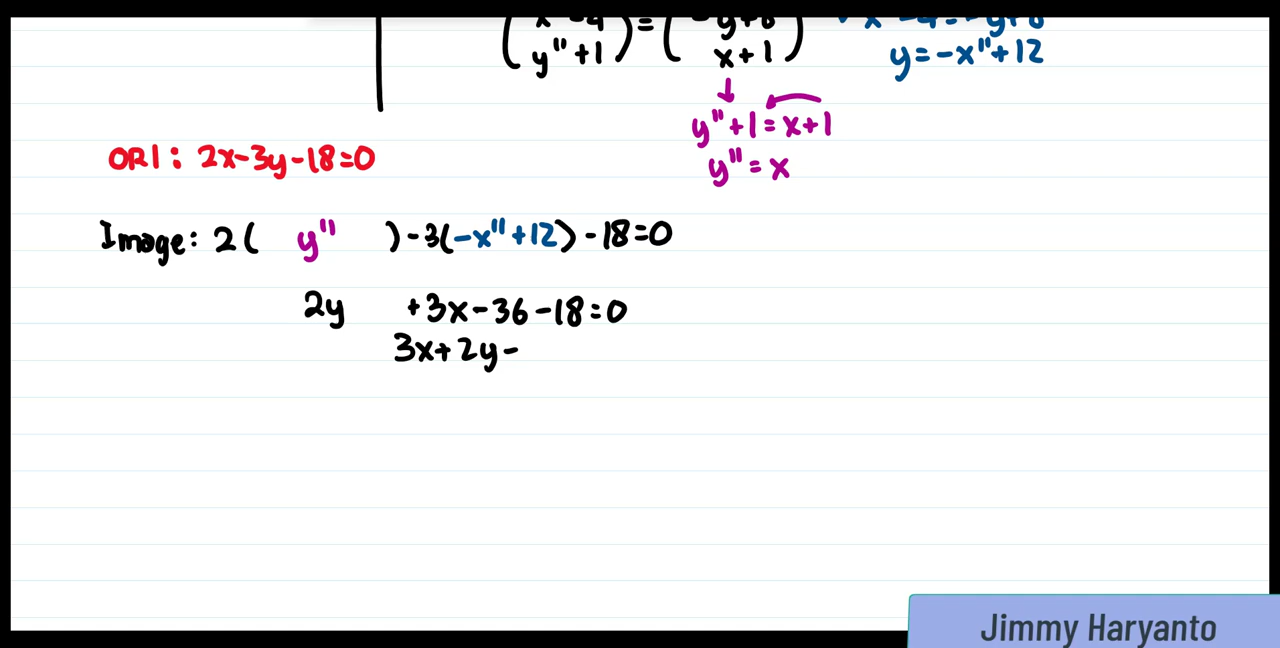 y"+1 = x+1
y=-x"+12
y"+1=x+1
y"=x
ORI: 2x-3y-18=0
Image: 2( y" ) -3(-x"+12) -18=0
2y +3x-36-18=0
3x+2y-
Jimmy Haryanto